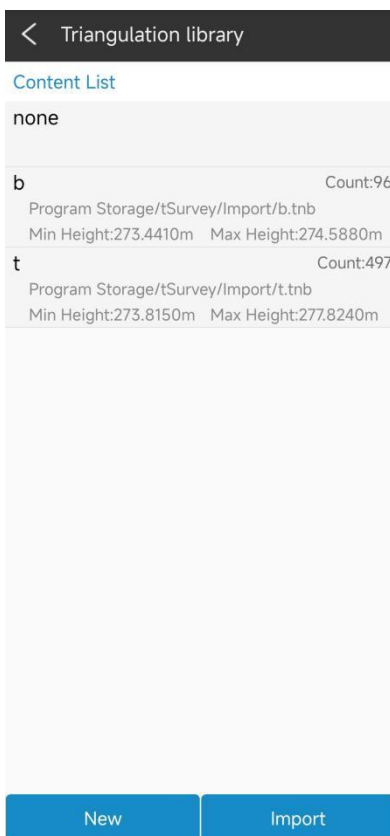 Triangulation library
Content List
none
b Count:96
Program Storage/tSurvey/Import/b.tnb
Min Height:273.4410m Max Height:274.5880m
t Count:497
Program Storage/tSurvey/Import/t.tnb
Min Height:273.8150m Max Height:277.8240m
New Import